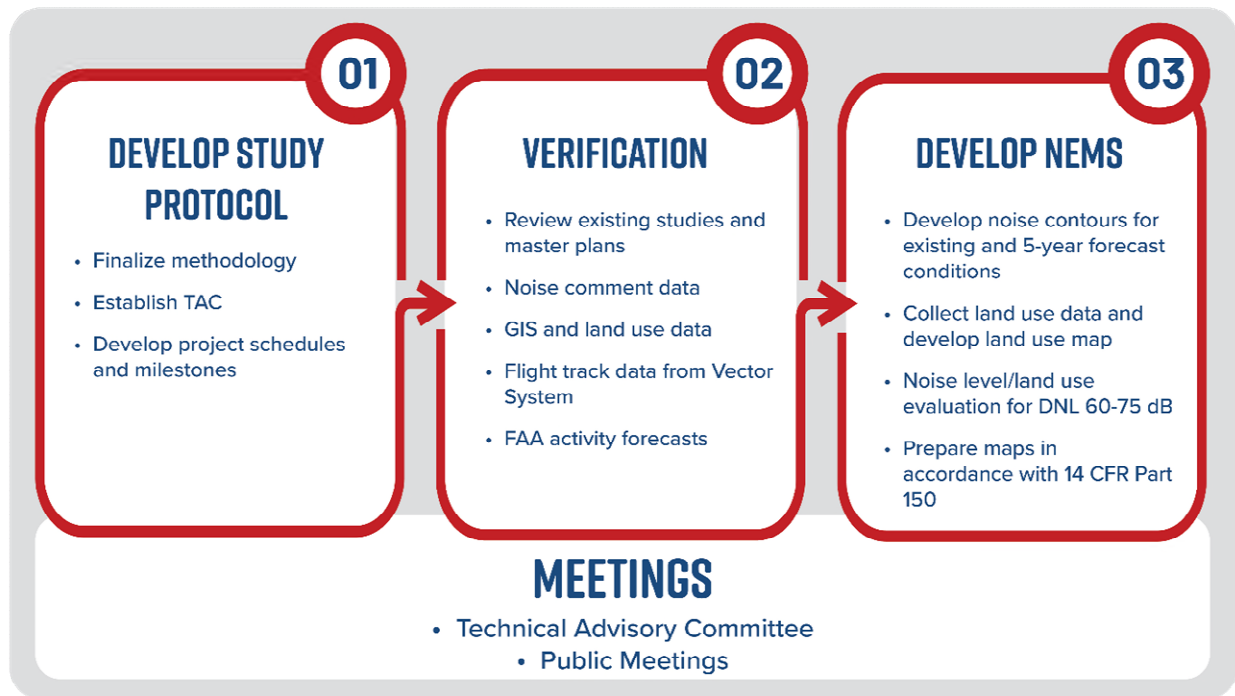 01
DEVELOP STUDY
PROTOCOL
• Finalize methodology
• Establish TAC
• Develop project schedules
and milestones
02
VERIFICATION
• Review existing studies and
master plans
• Noise comment data
• GIS and land use data
• Flight track data from Vector
System
• FAA activity forecasts
03
DEVELOP NEMS
• Develop noise contours for
existing and 5-year forecast
conditions
• Collect land use data and
develop land use map
• Noise level/land use
evaluation for DNL 60-75 dB
• Prepare maps in
accordance with 14 CFR Part
150
MEETINGS
• Technical Advisory Committee
• Public Meetings